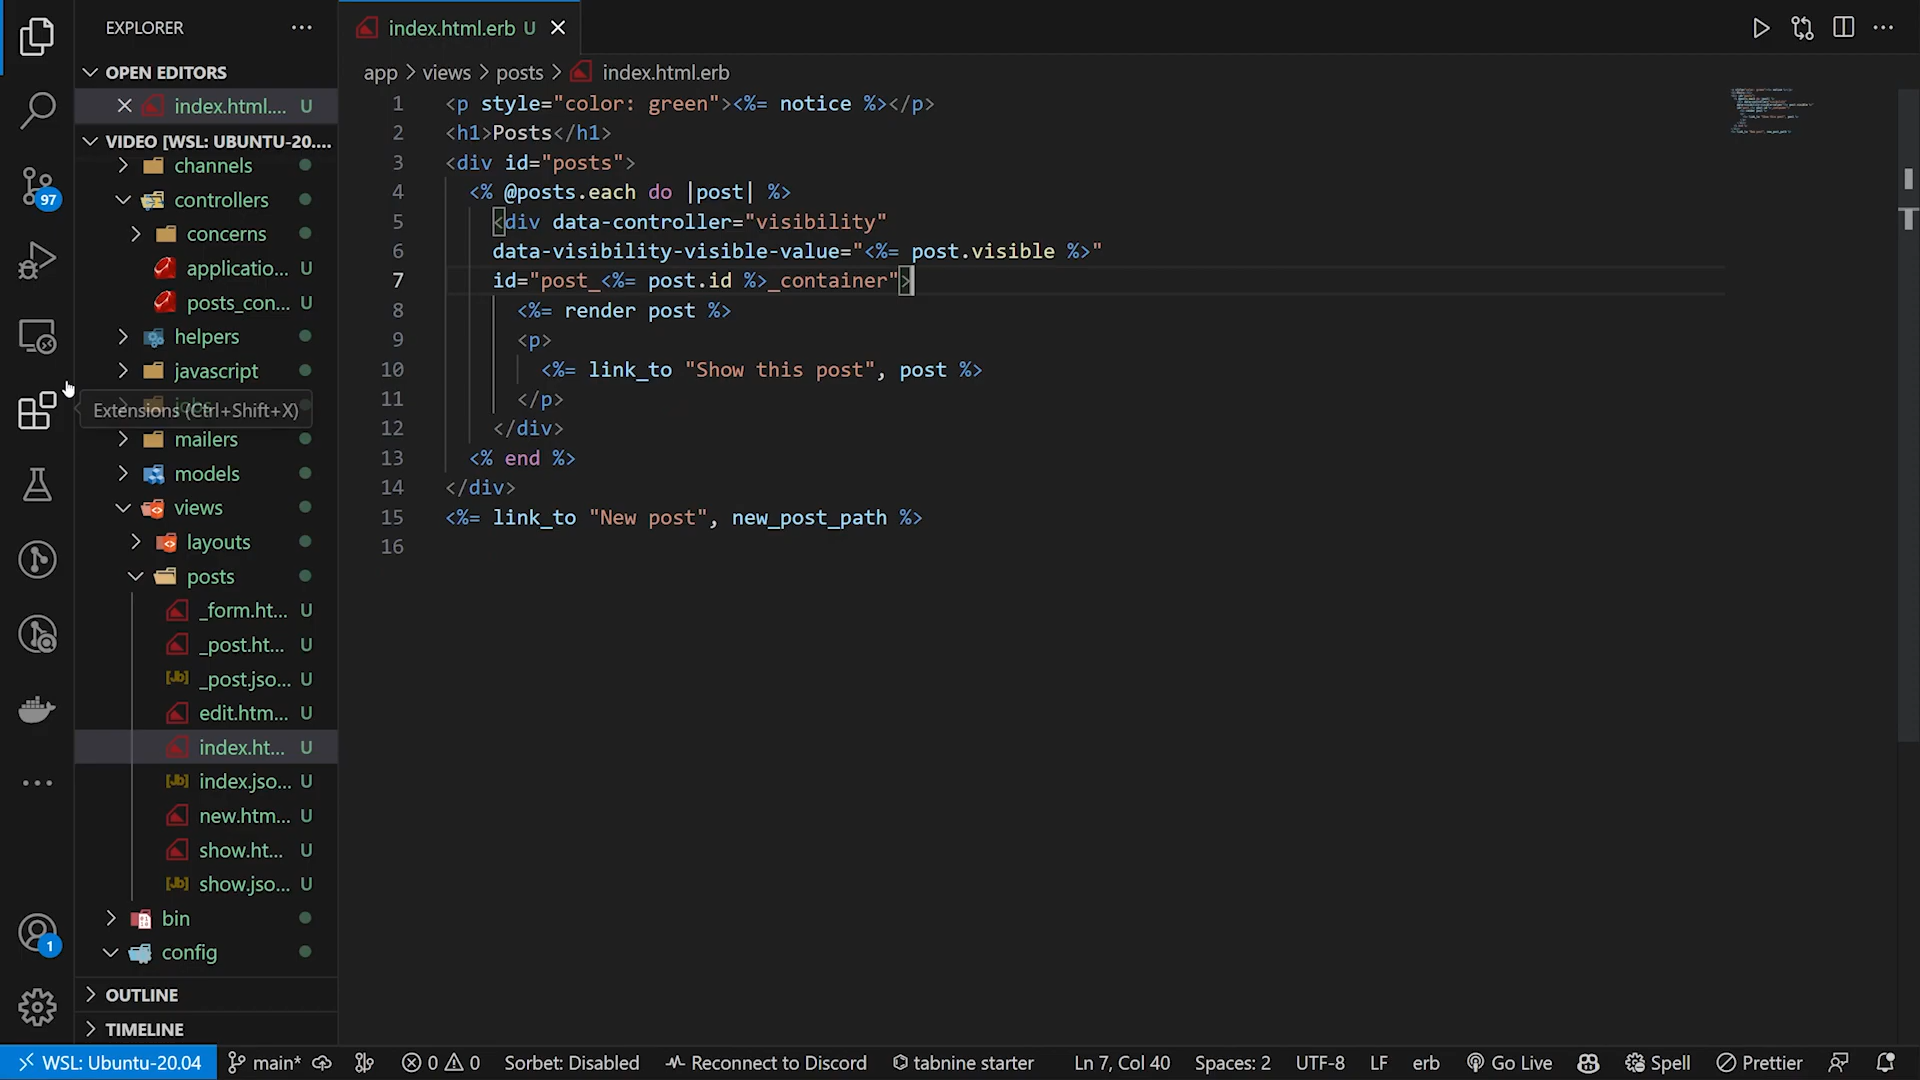 EXPLORER
index.html.erb U
OPEN EDITORS
index.html.... U
VIDEO [WSL: UBUNTU-20....
channels
controllers
concerns
applicatio... U
posts_con... U
helpers
javascript
Extensions (Ctrl+Shift+X)
mailers
models
views
layouts
posts
_form.ht... U
_post.ht... U
_post.jso... U
edit.htm... U
index.ht... U
index.jso... U
new.htm... U
show.ht... U
show.jso... U
bin
config
OUTLINE
TIMELINE
97
1
app > views > posts > index.html.erb
1 <p style="color: green"><%= notice %></p>
2 <h1>Posts</h1>
3 <div id="posts">
4 <% @posts.each do |post| %>
5 <div data-controller="visibility"
6 data-visibility-visible-value="<%= post.visible %>"
7 id="post_<%= post.id %>_container">
8 <%= render post %>
9 <p>
10 <%= link_to "Show this post", post %>
11 </p>
12 </div>
13 <% end %>
14 </div>
15 <%= link_to "New post", new_post_path %>
16
WSL: Ubuntu-20.04 main* 0 0 Sorbet: Disabled Reconnect to Discord tabnine starter Ln 7, Col 40 Spaces: 2 UTF-8 LF erb Go Live Spell Prettier